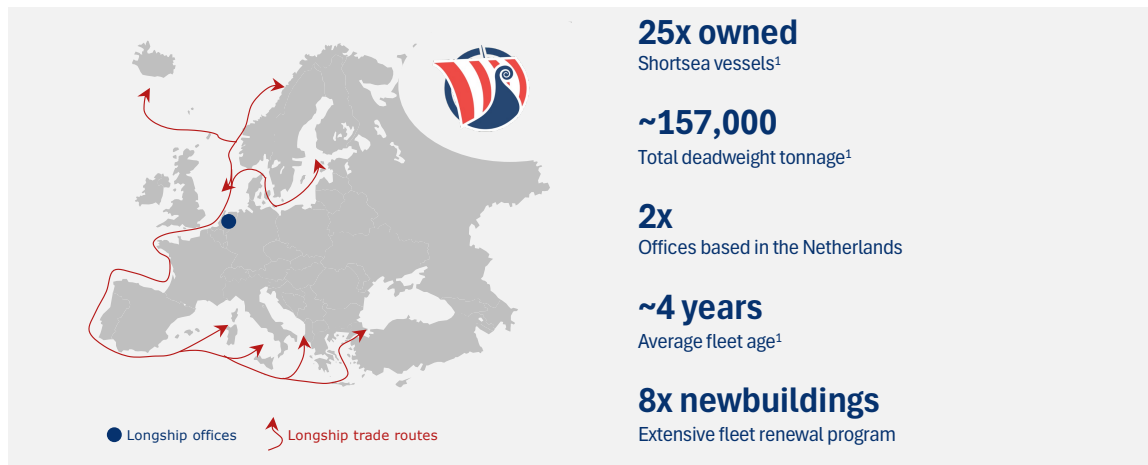 25x owned
Shortsea vessels¹
~157,000
Total deadweight tonnage¹
2x
Offices based in the Netherlands
~4 years
Average fleet age¹
8x newbuildings
Extensive fleet renewal program
Longship offices
Longship trade routes